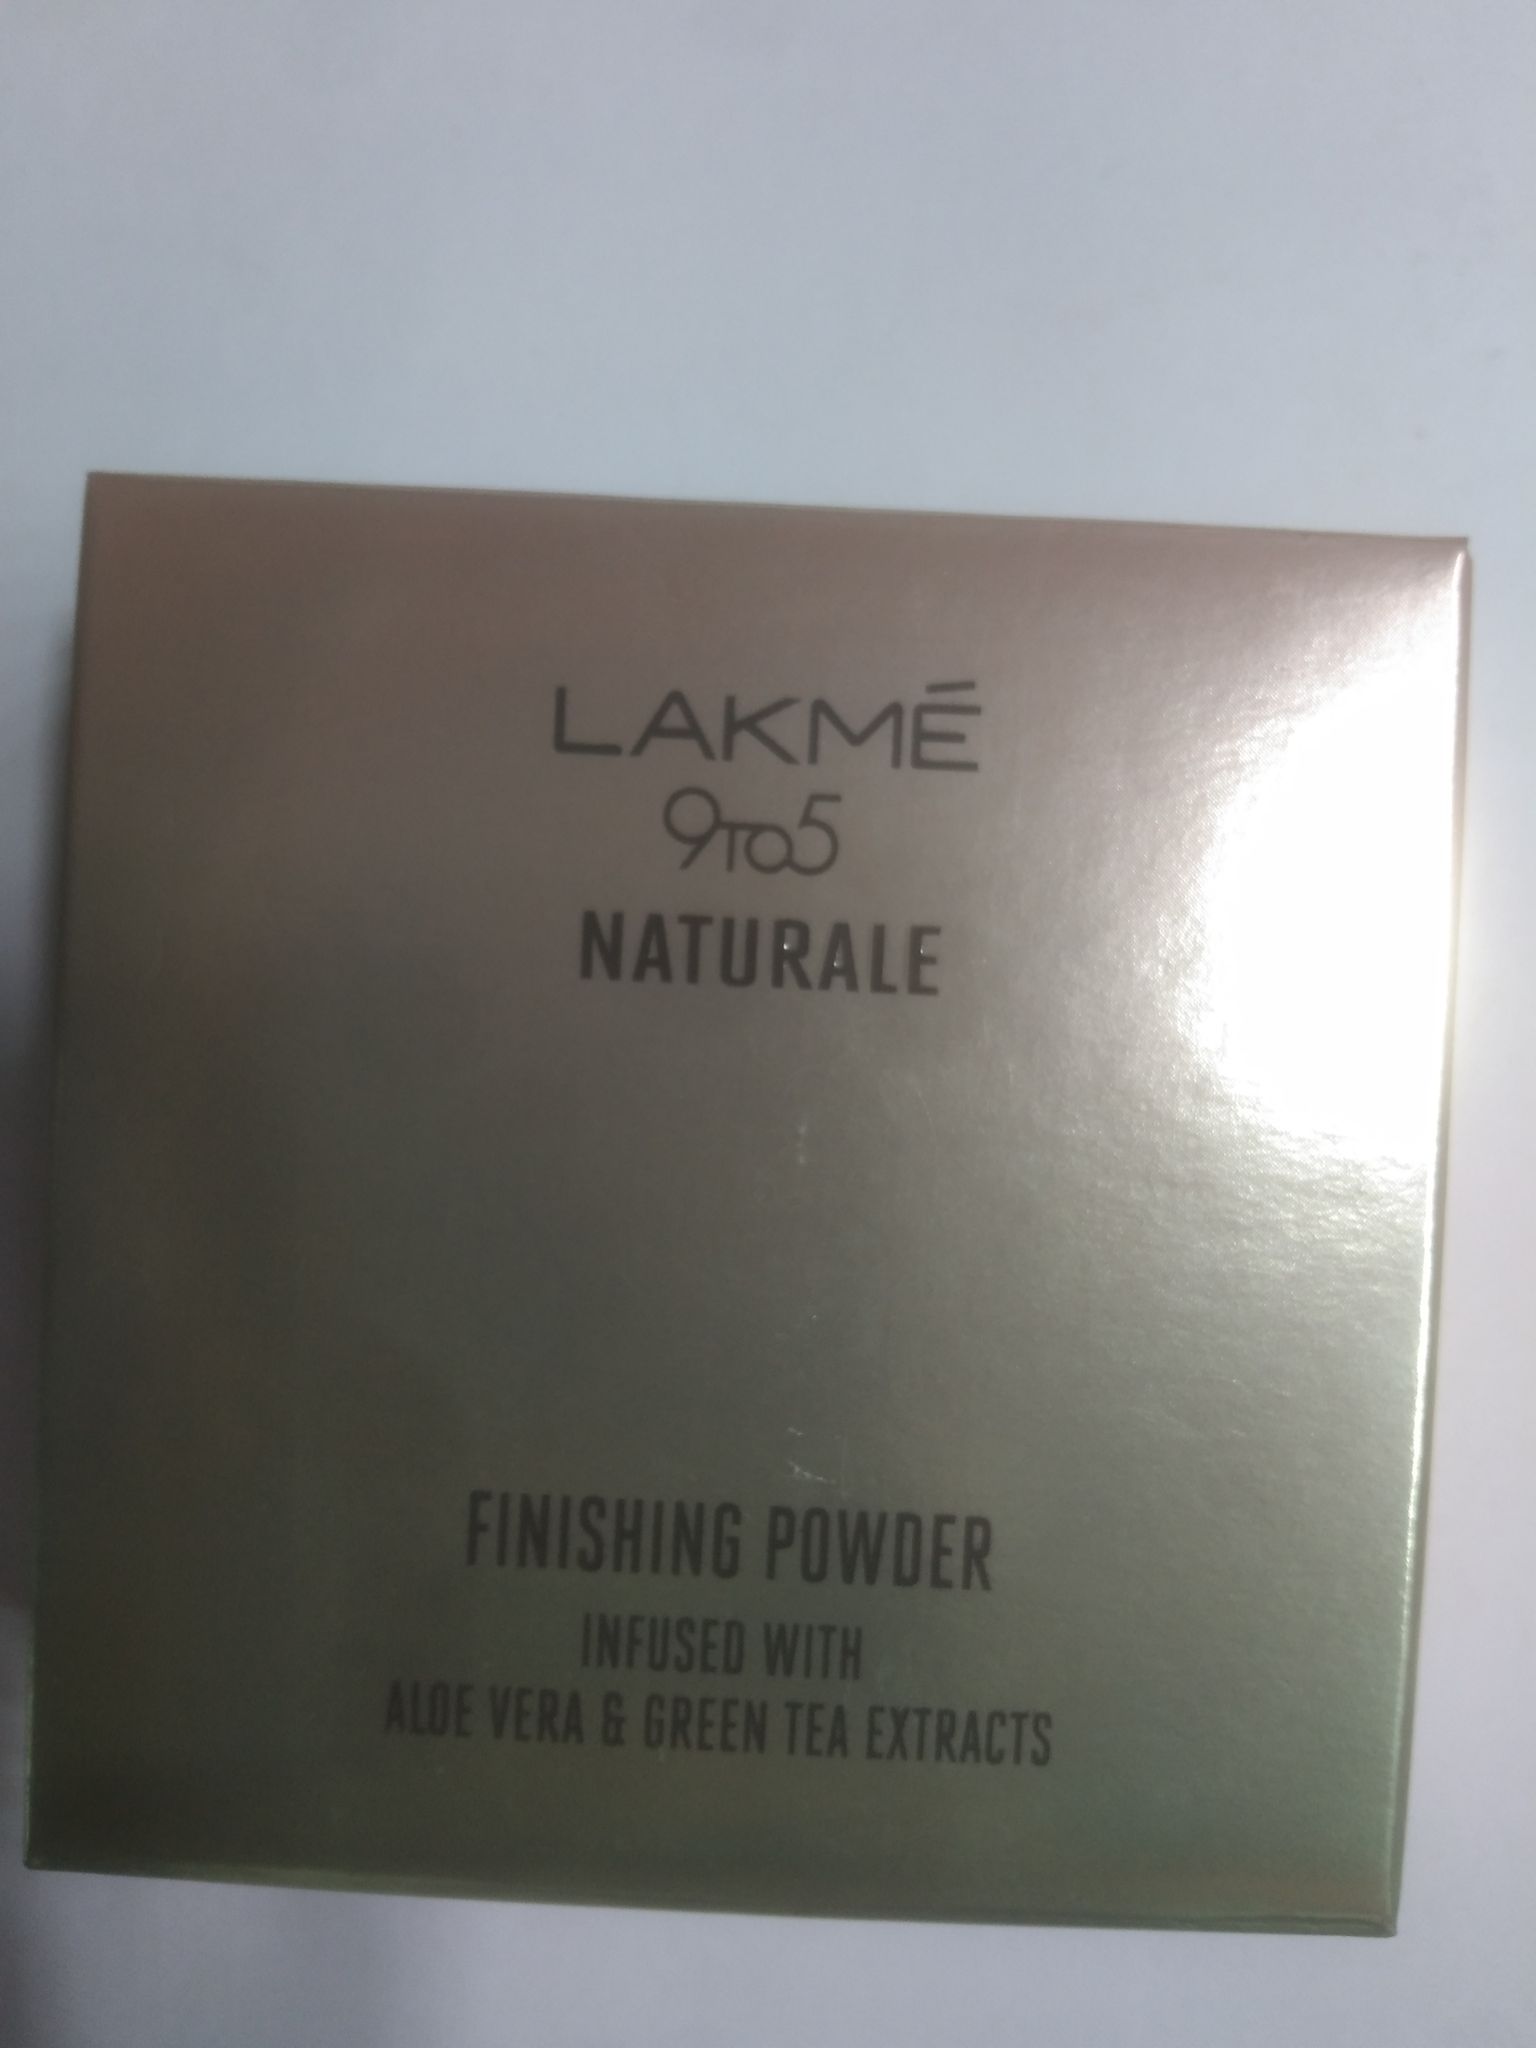 LAKMÉ
9TO5
NATURALE
FINISHING POWDER
INFUSED WITH
ALOE VERA & GREEN TEA EXTRACTS